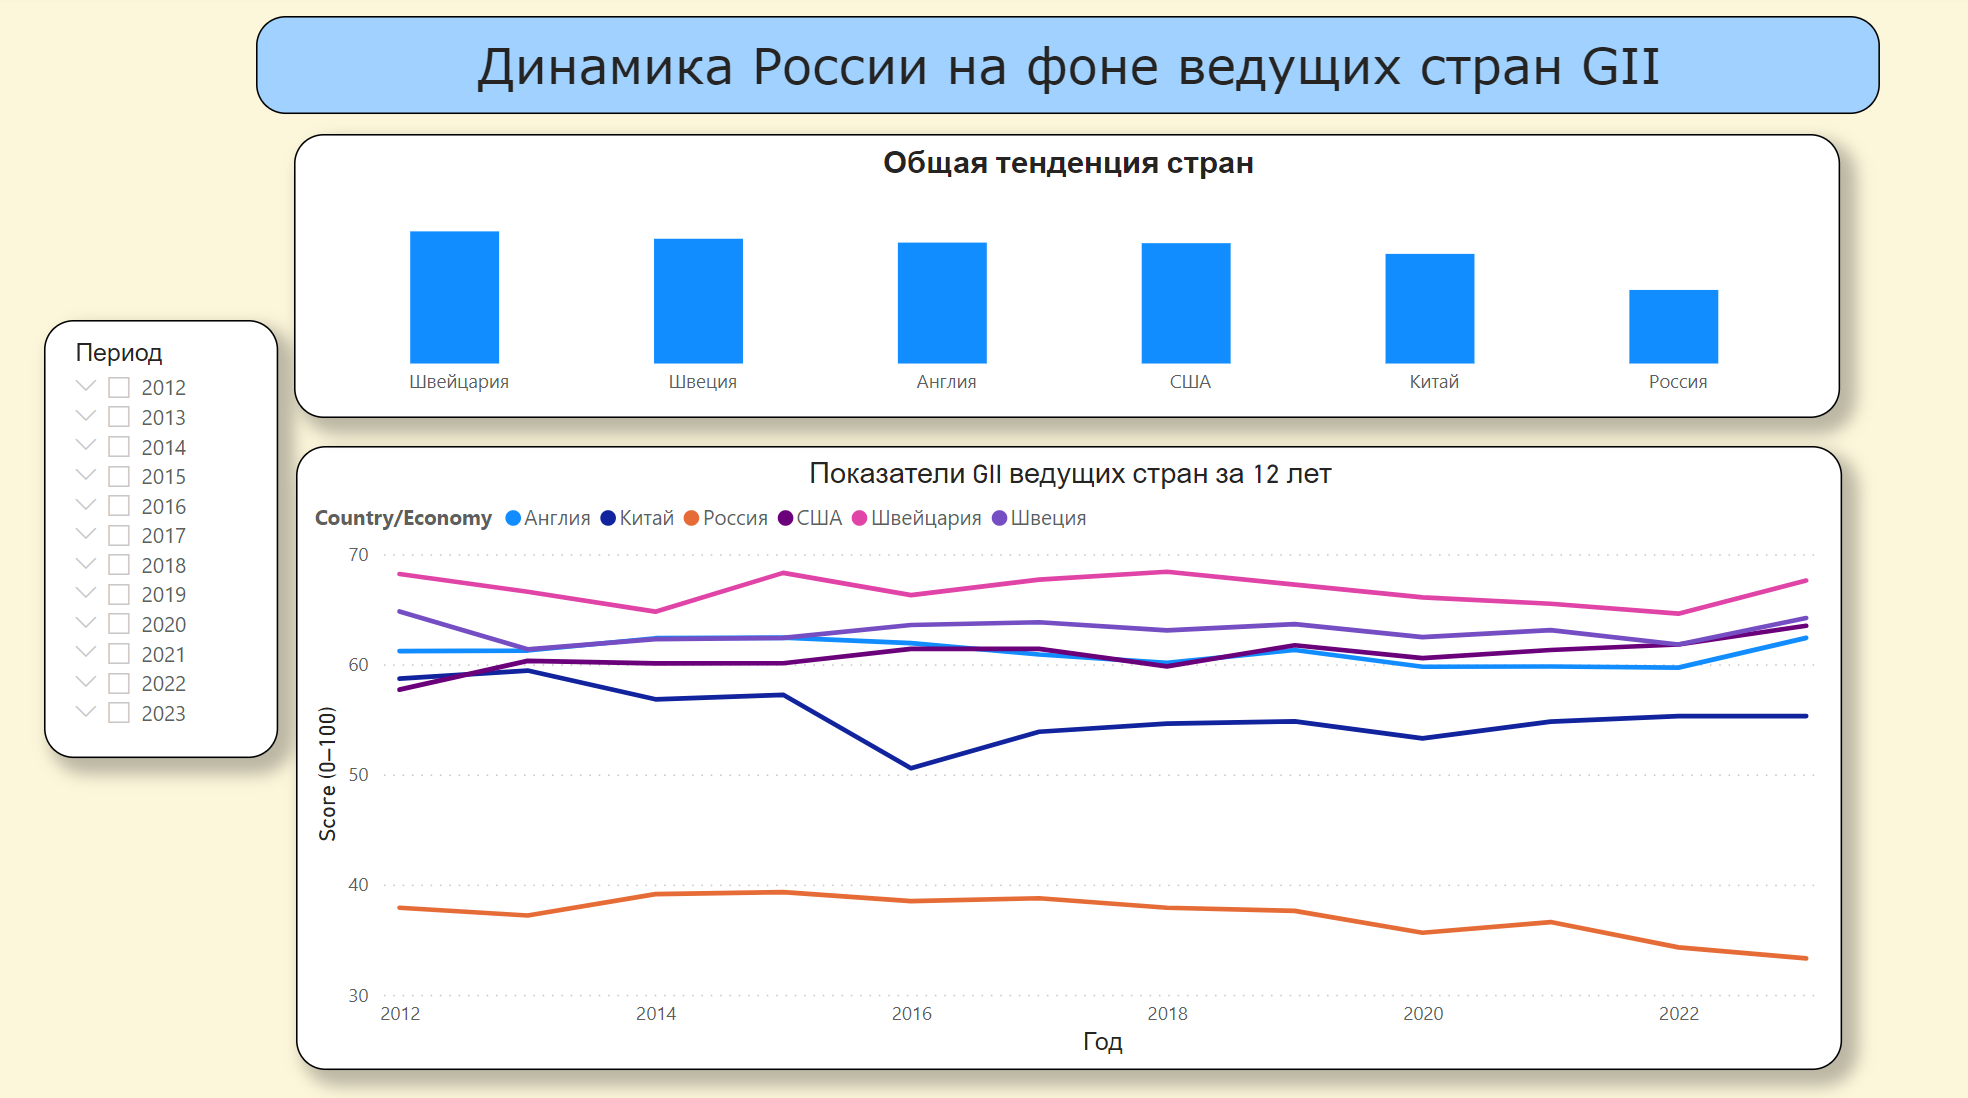 Динамика России на фоне ведущих стран GII
Общая тенденция стран
Швейцария Швеция Англия США Китай Россия
Период
2012
2013
2014
2015
2016
2017
2018
2019
2020
2021
2022
2023
Показатели GII ведущих стран за 12 лет
Country/Economy Англия Китай Россия США Швейцария Швеция
70
60
50
40
30
Score (0–100)
2012 2014 2016 2018 2020 2022
Год